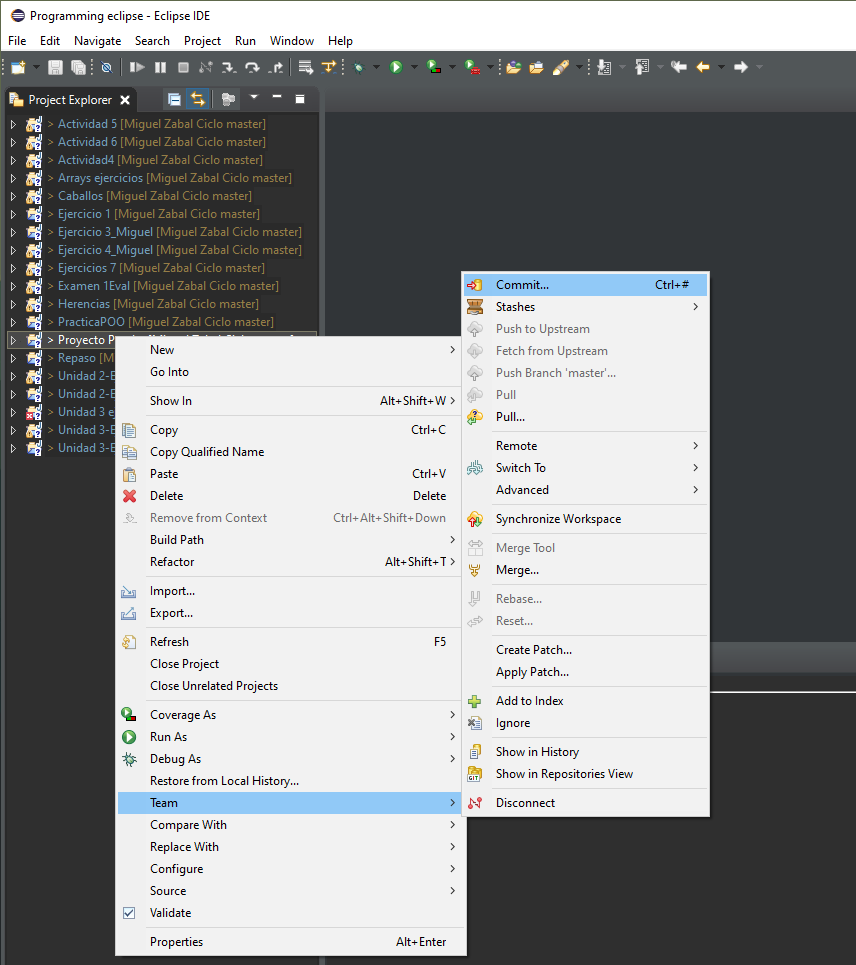 Programming eclipse - Eclipse IDE
File Edit Navigate Search Project Run Window Help
Project Explorer
> Actividad 5 [Miguel Zabal Ciclo master]
> Actividad 6 [Miguel Zabal Ciclo master]
> Actividad4 [Miguel Zabal Ciclo master]
> Arrays ejercicios [Miguel Zabal Ciclo master]
> Caballos [Miguel Zabal Ciclo master]
> Ejercicio 1 [Miguel Zabal Ciclo master]
> Ejercicio 3_Miguel [Miguel Zabal Ciclo master]
> Ejercicio 4_Miguel [Miguel Zabal Ciclo master]
> Ejercicios 7 [Miguel Zabal Ciclo master]
> Examen 1Eval [Miguel Zabal Ciclo master]
> Herencias [Miguel Zabal Ciclo master]
> PracticaPOO [Miguel Zabal Ciclo master]
> Proyecto
> Repaso [M
> Unidad 2-E
> Unidad 2-E
> Unidad 3 e
> Unidad 3-E
> Unidad 3-E
New
Go Into
Show In Alt+Shift+W
Copy Ctrl+C
Copy Qualified Name
Paste Ctrl+V
Delete Delete
Remove from Context Ctrl+Alt+Shift+Down
Build Path
Refactor Alt+Shift+T
Import...
Export...
Refresh F5
Close Project
Close Unrelated Projects
Coverage As
Run As
Debug As
Restore from Local History...
Team
Compare With
Replace With
Configure
Source
Validate
Properties Alt+Enter
Commit... Ctrl+#
Stashes
Push to Upstream
Fetch from Upstream
Push Branch 'master'...
Pull
Pull...
Remote
Switch To
Advanced
Synchronize Workspace
Merge Tool
Merge...
Rebase...
Reset...
Create Patch...
Apply Patch...
Add to Index
Ignore
Show in History
GIT Show in Repositories View
Disconnect